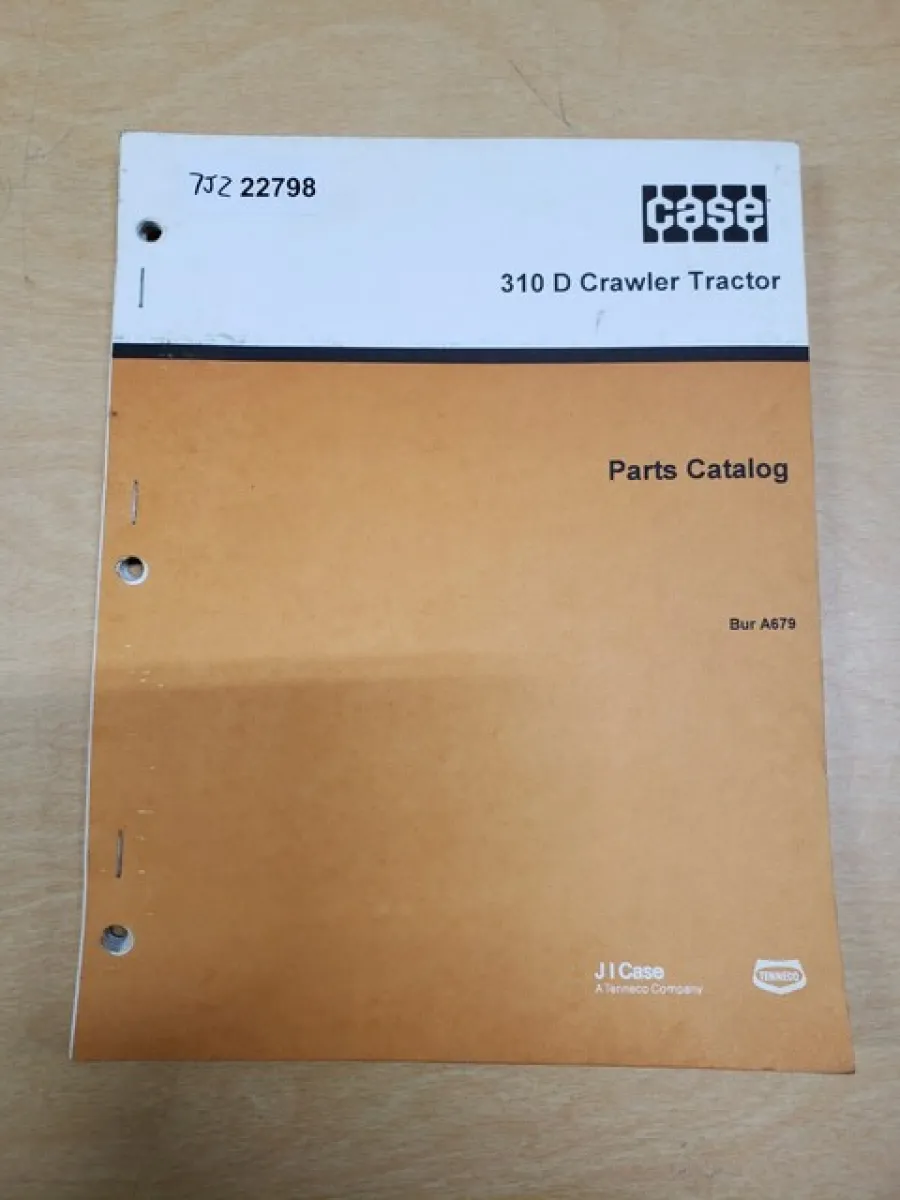 7JZ 22798
case
310 D Crawler Tractor
Parts Catalog
Bur A679
J I Case
A Tenneco Company
TENNECO